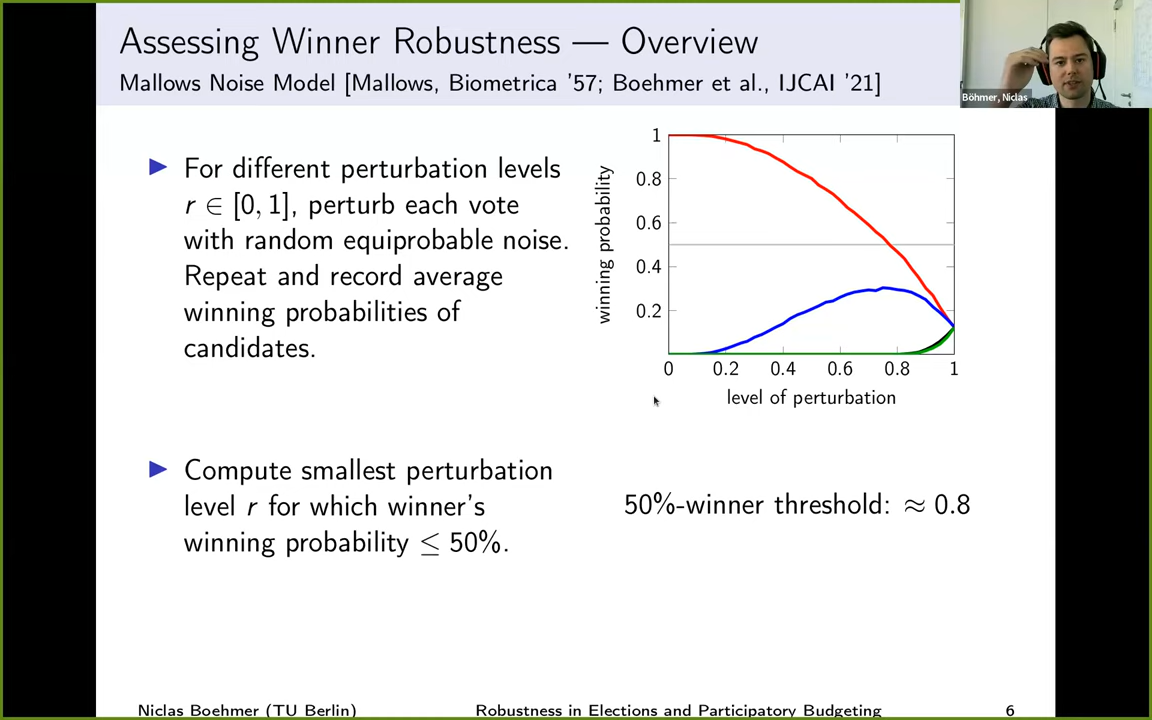 Assessing Winner Robustness — Overview
Mallows Noise Model [Mallows, Biometrica '57; Boehmer et al., IJCAI '21]
Böhmer, Niclas
▶ For different perturbation levels
r ∈ [0, 1], perturb each vote
with random equiprobable noise.
Repeat and record average
winning probabilities of
candidates.
winning probability
1
0.8
0.6
0.4
0.2
0 0.2 0.4 0.6 0.8 1
level of perturbation
▶ Compute smallest perturbation
level r for which winner's
winning probability ≤ 50%.
50%-winner threshold: ≈ 0.8
Niclas Boehmer (TU Berlin) Robustness in Elections and Participatory Budgeting 6